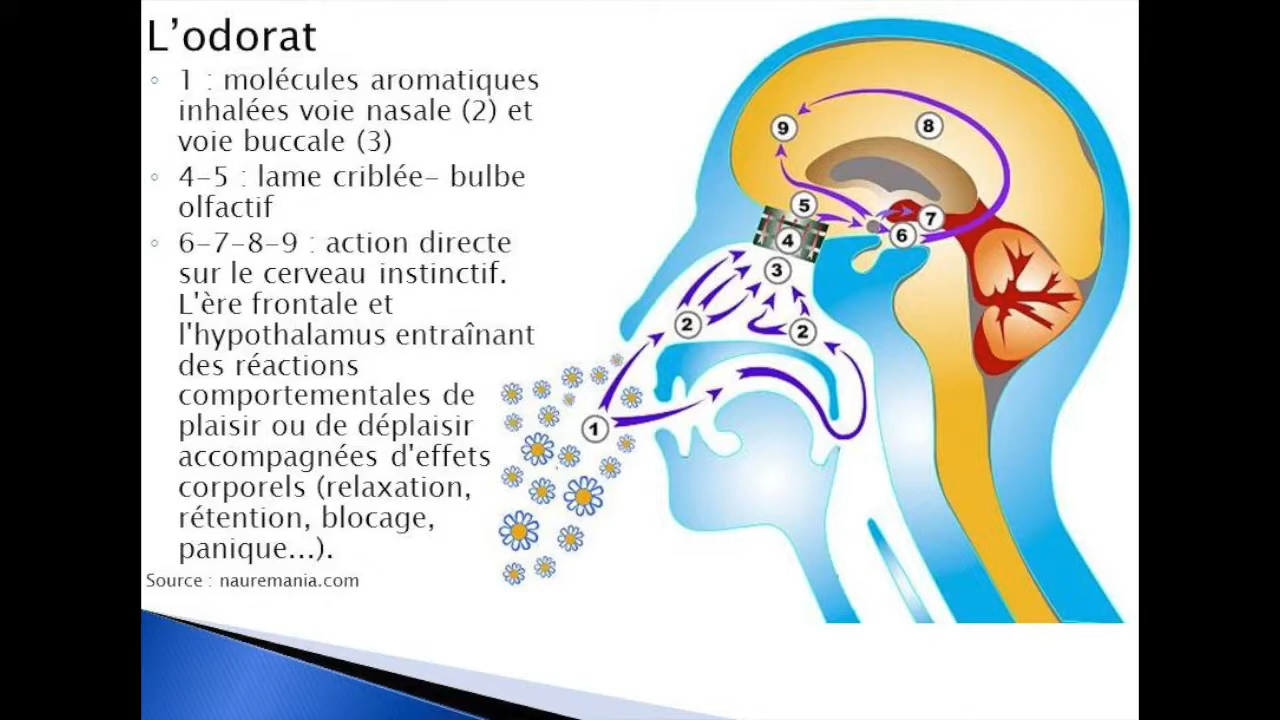 L’odorat
◦ 1 : molécules aromatiques
inhalées voie nasale (2) et
voie buccale (3)
◦ 4-5 : lame criblée- bulbe
olfactif
◦ 6-7-8-9 : action directe
sur le cerveau instinctif.
L'ère frontale et
l'hypothalamus entraînant
des réactions
comportementales de
plaisir ou de déplaisir
accompagnées d'effets
corporels (relaxation,
rétention, blocage,
panique...).
Source : nauremania.com
9
8
5
7
6
4
3
2
2
1